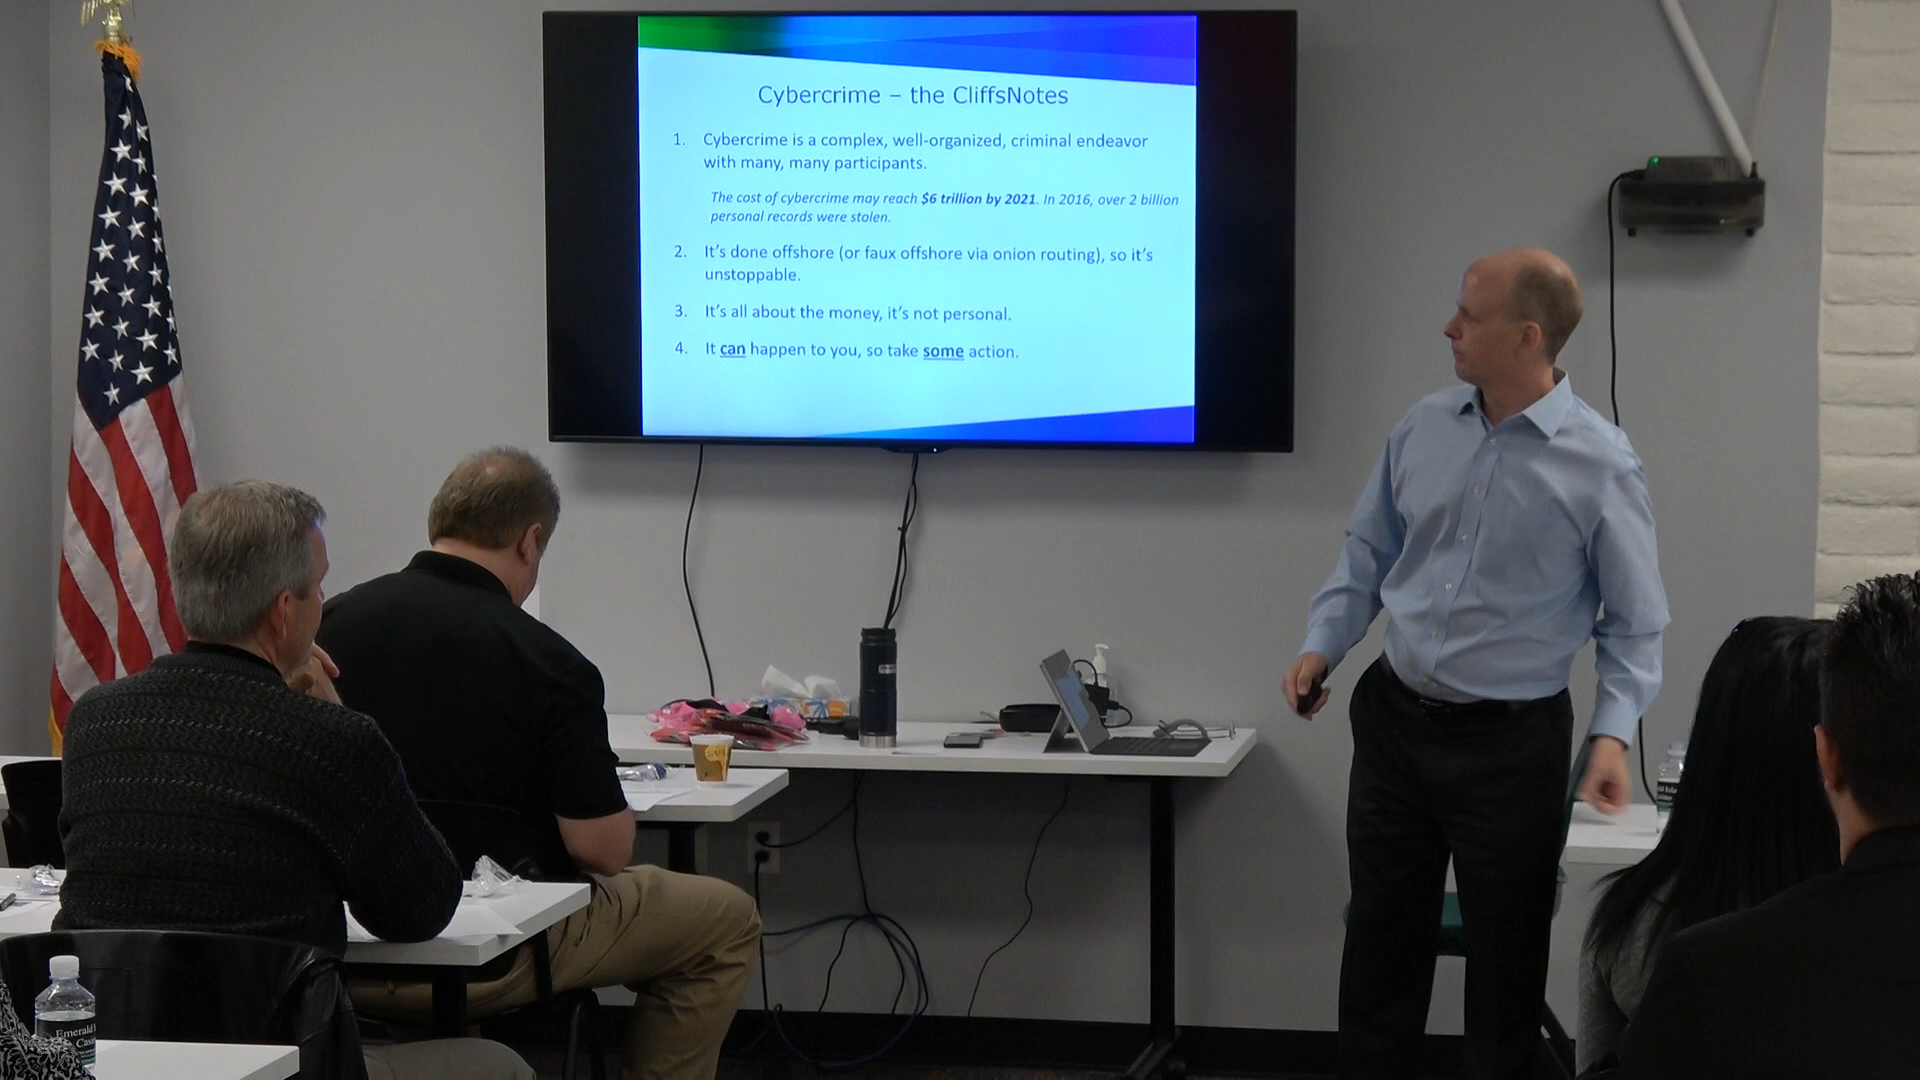 Cybercrime – the CliffsNotes
1. Cybercrime is a complex, well-organized, criminal endeavor
with many, many participants.
The cost of cybercrime may reach $6 trillion by 2021. In 2016, over 2 billion
personal records were stolen.
2. It's done offshore (or faux offshore via onion routing), so it's
unstoppable.
3. It's all about the money, it's not personal.
4. It can happen to you, so take some action.
Emerald